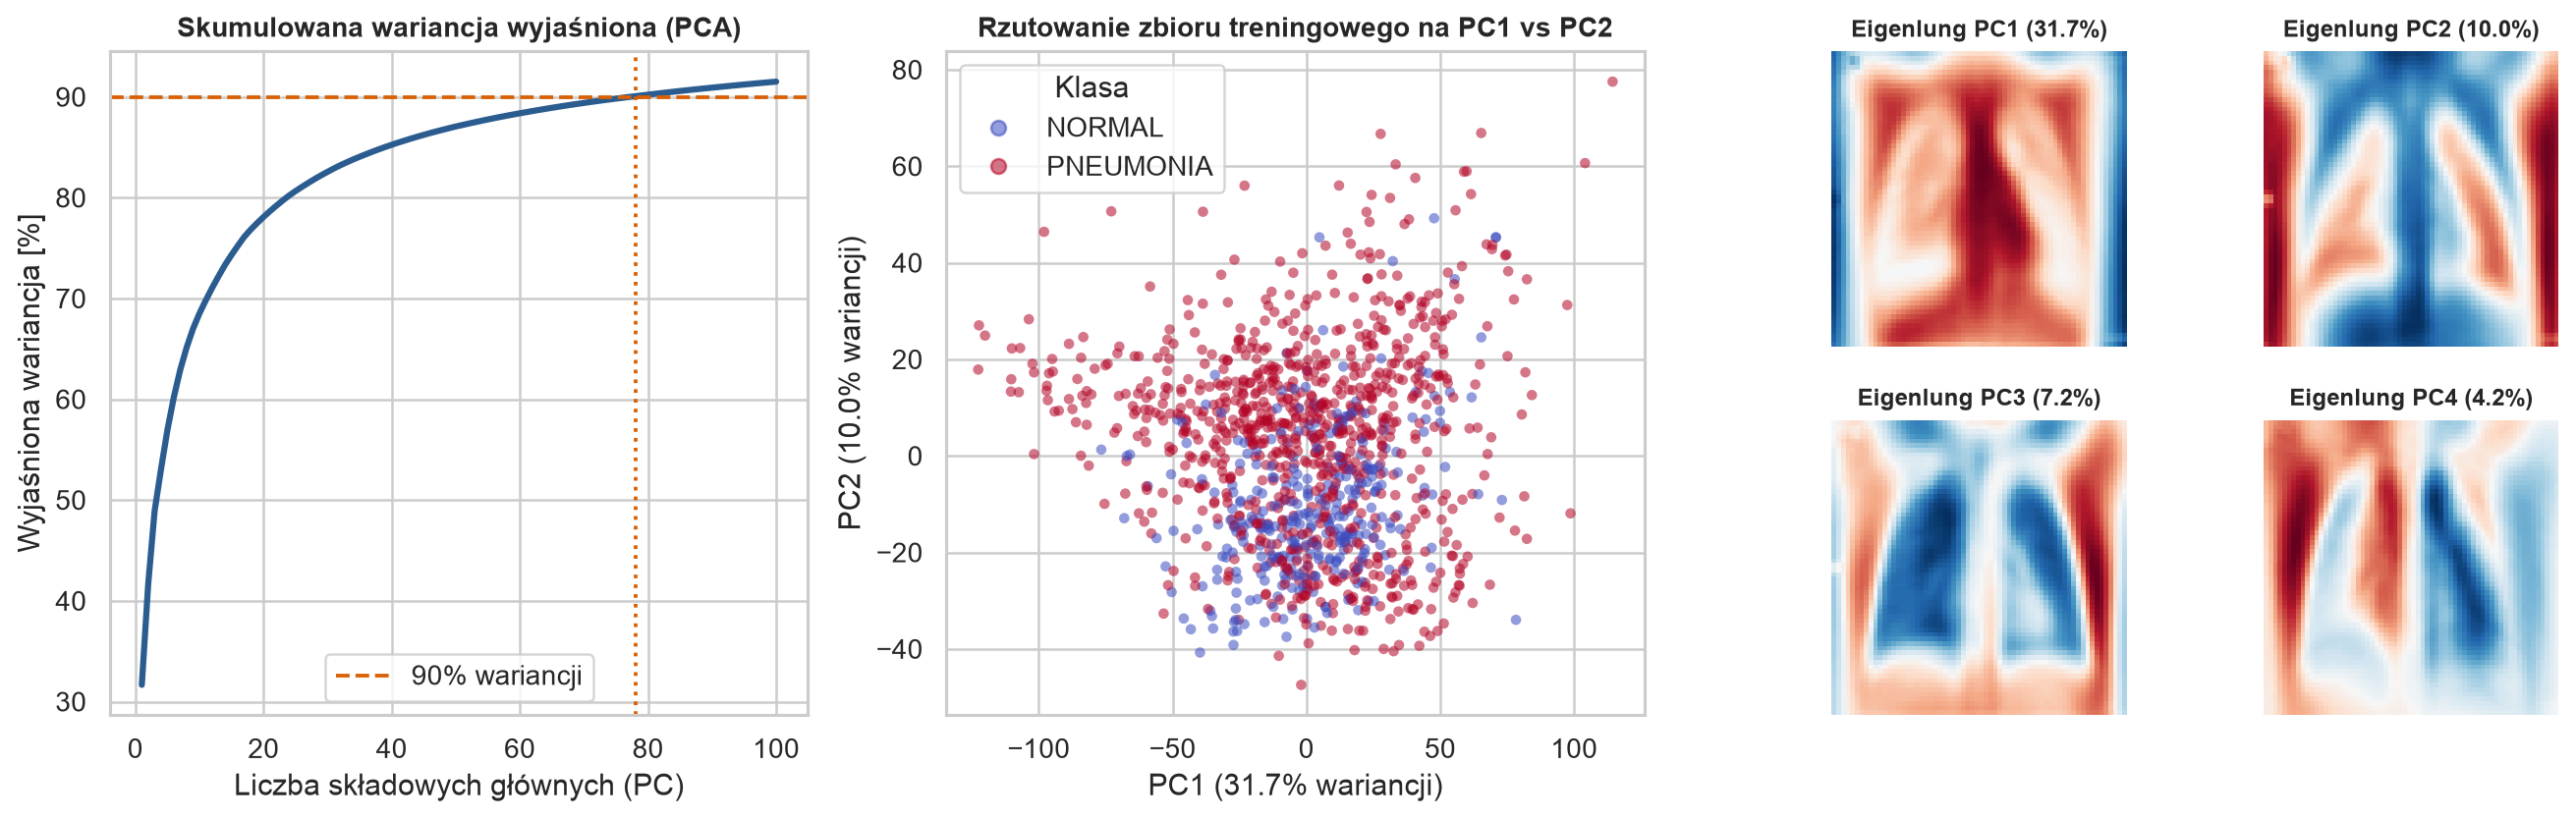 Skumulowana wariancja wyjaśniona (PCA)
Wyjaśniona wariancja [%]
90
80
70
60
50
40
30
90% wariancji
0 20 40 60 80 100
Liczba składowych głównych (PC)
Rzutowanie zbioru treningowego na PC1 vs PC2
PC2 (10.0% wariancji)
80
60
40
20
0
−20
−40
Klasa
NORMAL
PNEUMONIA
−100 −50 0 50 100
PC1 (31.7% wariancji)
Eigenlung PC1 (31.7%)
Eigenlung PC2 (10.0%)
Eigenlung PC3 (7.2%)
Eigenlung PC4 (4.2%)